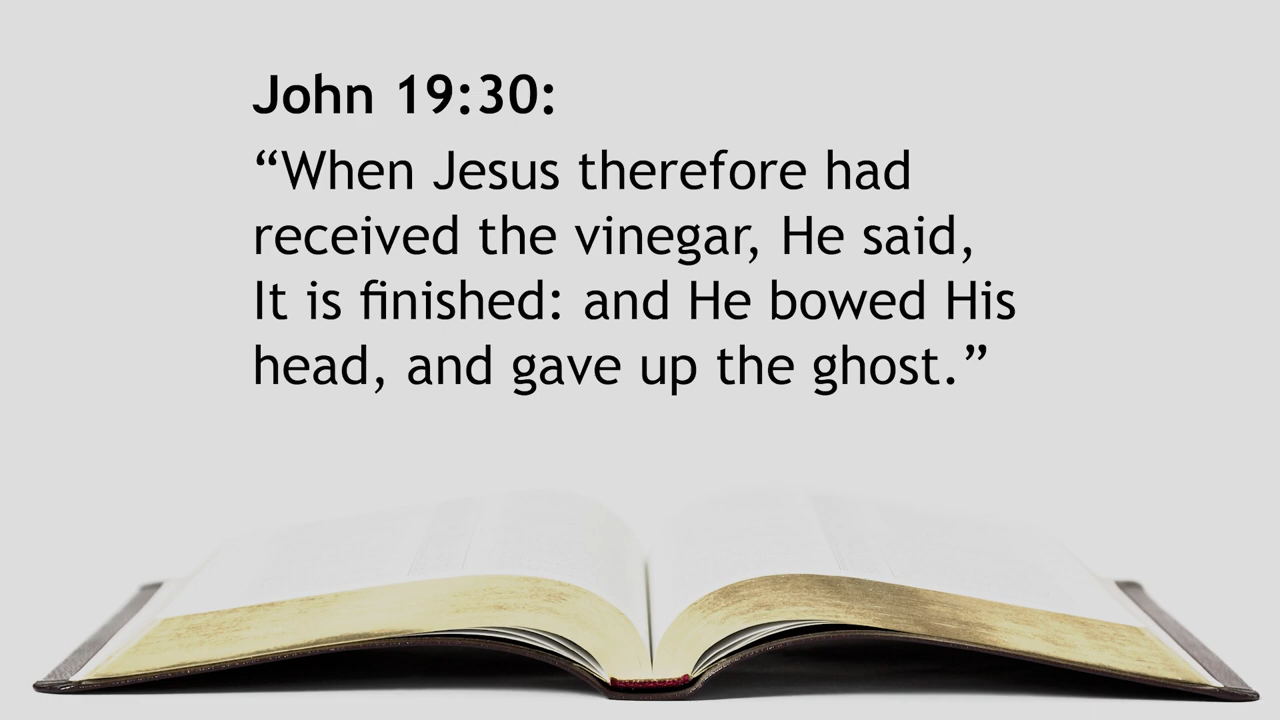 John 19:30:
“When Jesus therefore had
received the vinegar, He said,
It is finished: and He bowed His
head, and gave up the ghost.”